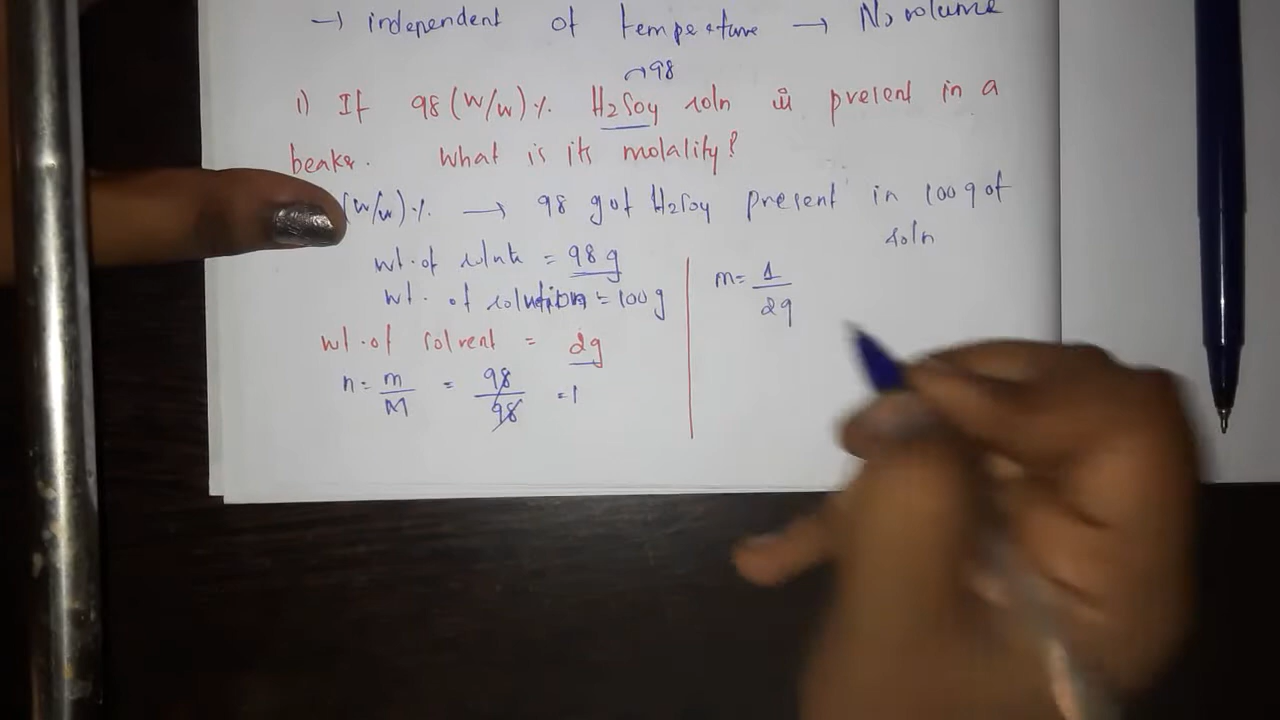 → independent of temperature → No volume
→98
1) If 98 (w/w) %. H2SO4 soln is present in a
beaker. What is its molality?
(w/w) %. → 98 g of H2SO4 present in 100 g of
soln
wt. of solute = 98 g
wt. of solution = 100 g
wt. of solvent = 2g
n = m/M = 98/98 = 1
m = 1/2g